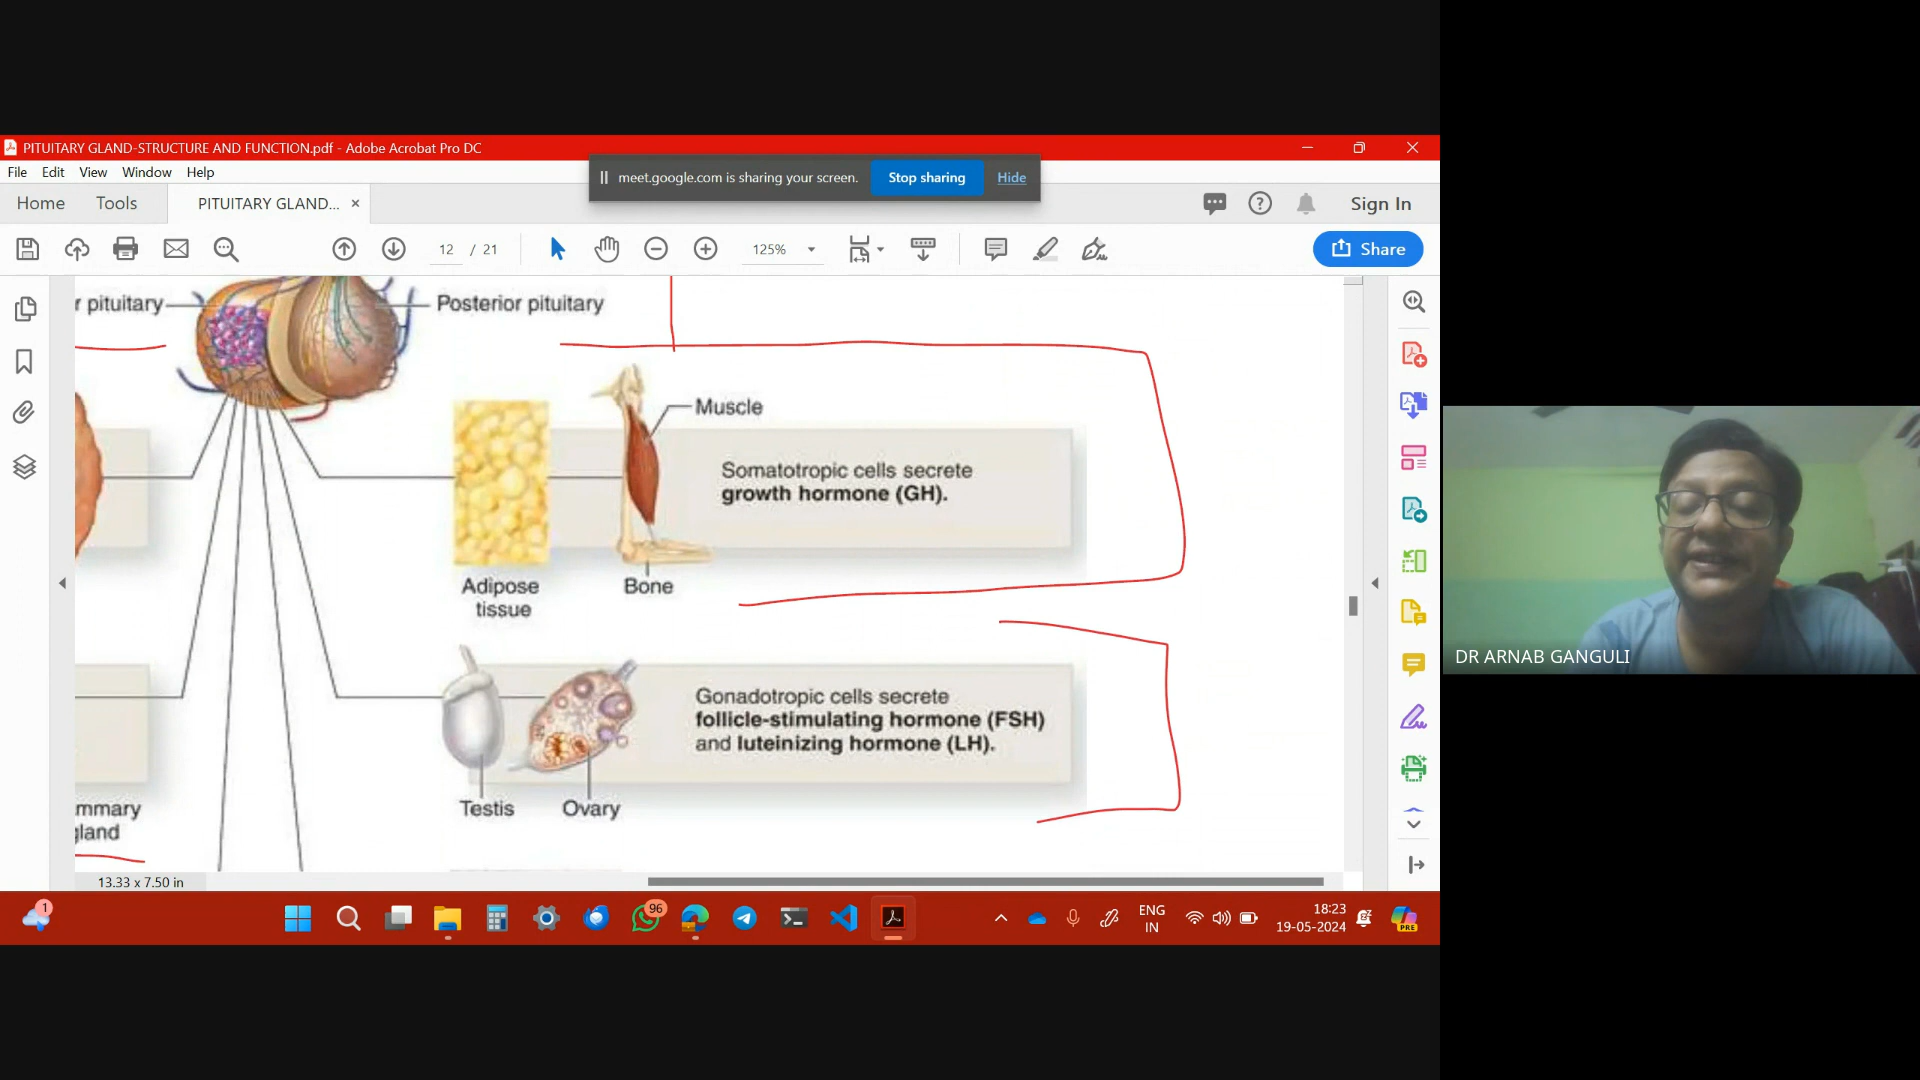 PITUITARY GLAND-STRUCTURE AND FUNCTION.pdf - Adobe Acrobat Pro DC
File Edit View Window Help
meet.google.com is sharing your screen. Stop sharing Hide
Home Tools PITUITARY GLAND... ×
Sign In
12 / 21
125%
Share
r pituitary
Posterior pituitary
Muscle
Somatotropic cells secrete
growth hormone (GH).
Adipose
tissue
Bone
Gonadotropic cells secrete
follicle-stimulating hormone (FSH)
and luteinizing hormone (LH).
Testis
Ovary
mmary
gland
13.33 x 7.50 in
1
96
PRE
ENG
IN
18:23
19-05-2024
DR ARNAB GANGULI